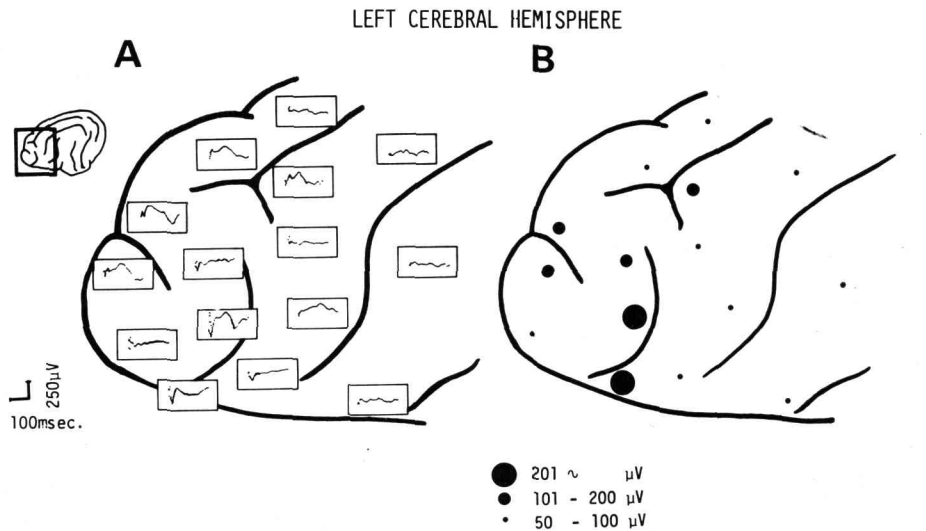 LEFT CEREBRAL HEMISPHERE
A
B
250μV
100msec.
201 ~ μV
101 - 200 μV
50 - 100 μV